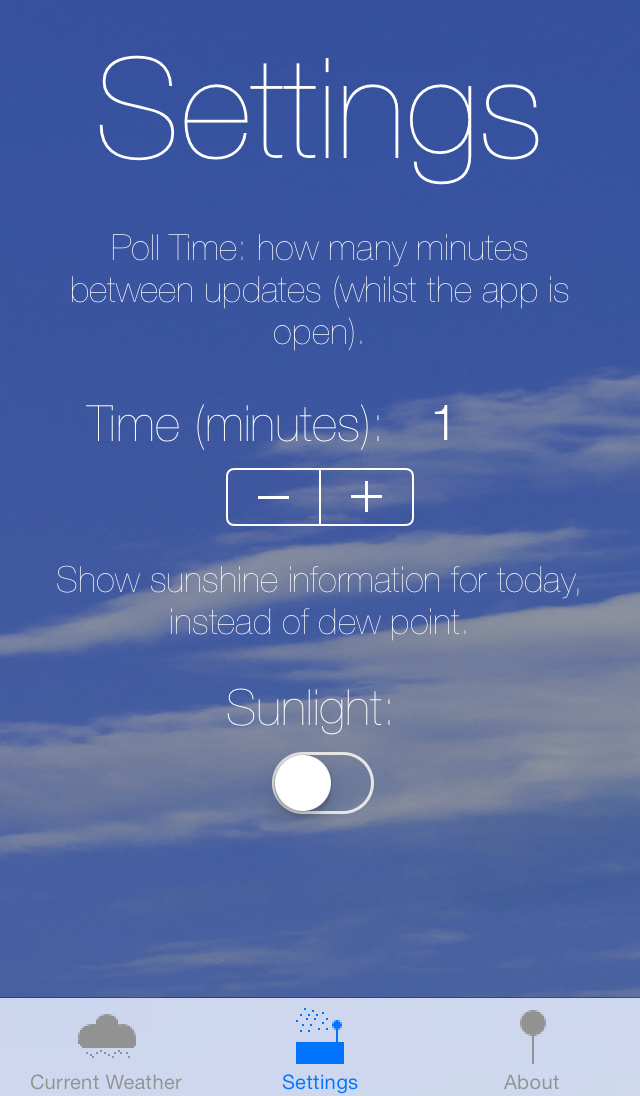 Settings
Poll Time: how many minutes
between updates (whilst the app is
open).
Time (minutes): 1
Show sunshine information for today,
instead of dew point.
Sunlight:
Current Weather
Settings
About